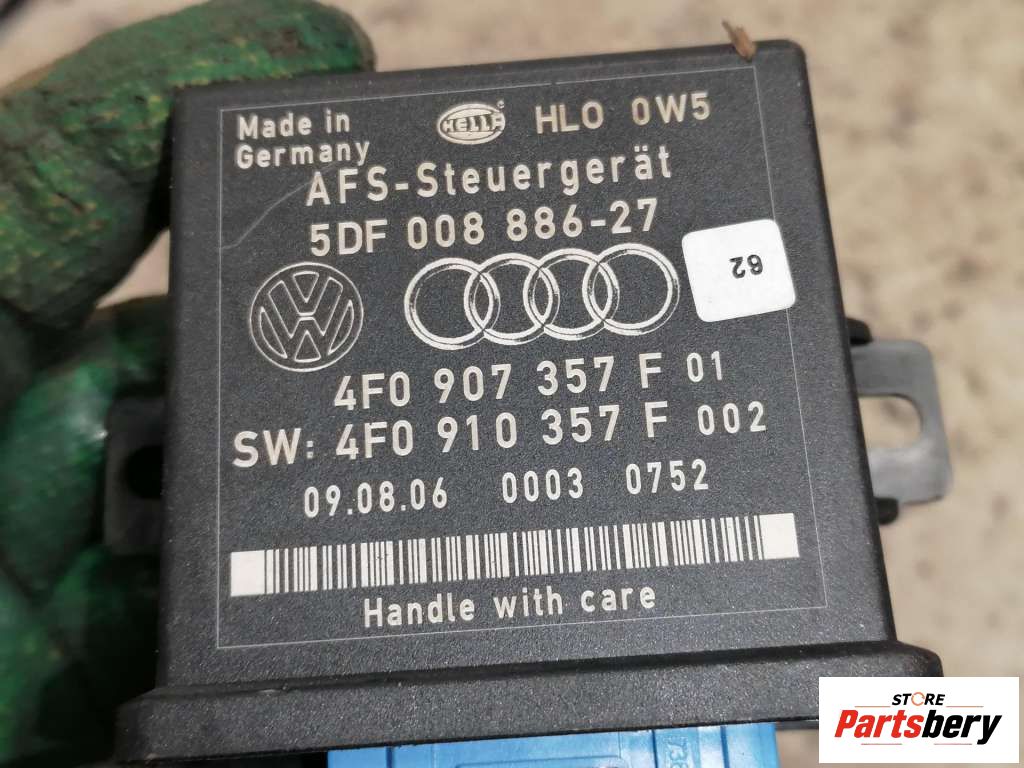 Made in
Germany
HELLA
HLO 0W5
AFS-Steuergerät
5DF 008 886-27
62
4F0 907 357 F 01
SW: 4F0 910 357 F 002
09.08.06 0003 0752
Handle with care
STORE
Partsbery